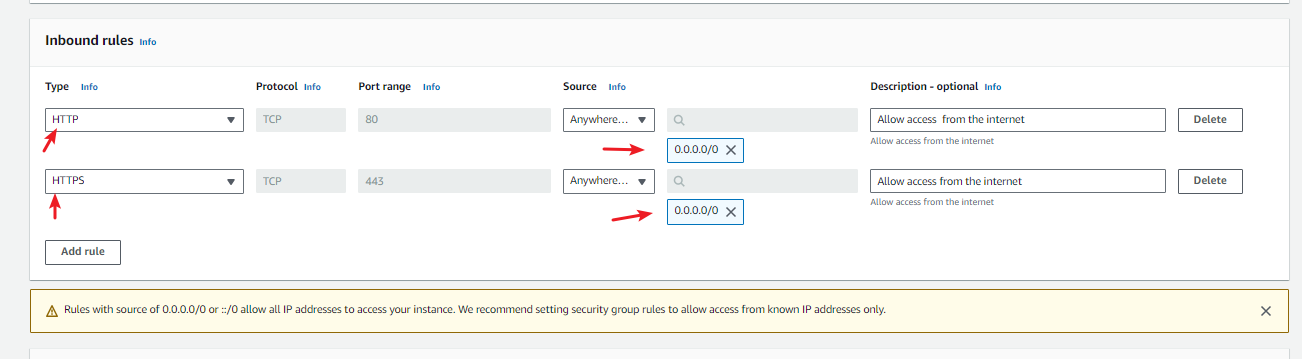 Inbound rules Info
Type Info Protocol Info Port range Info Source Info Description - optional Info
HTTP TCP 80 Anywhere... Allow access  from the internet Delete
0.0.0.0/0 Allow access from the internet
HTTPS TCP 443 Anywhere... Allow access from the internet Delete
0.0.0.0/0 Allow access from the internet
Add rule
Rules with source of 0.0.0.0/0 or ::/0 allow all IP addresses to access your instance. We recommend setting security group rules to allow access from known IP addresses only.